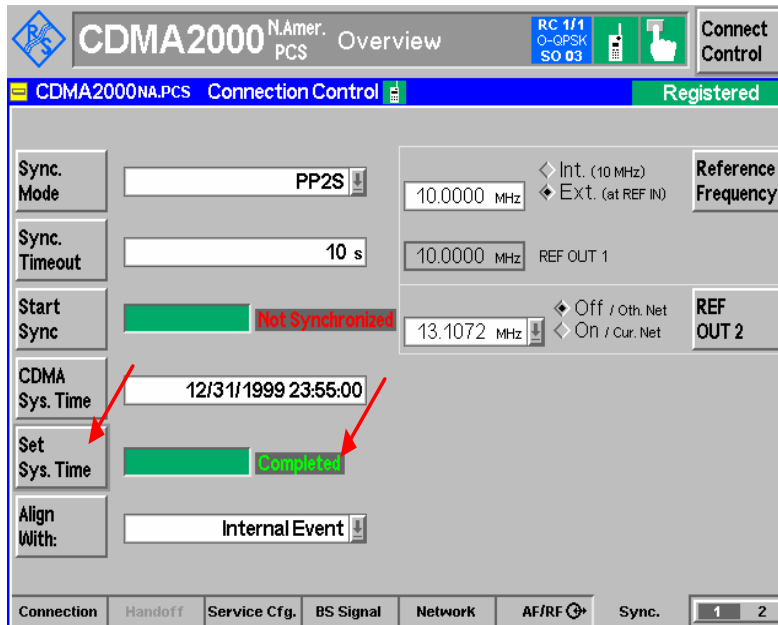 R&S
CDMA2000 N.Amer. PCS Overview
RC 1/1
O-QPSK
SO 03
Connect Control
CDMA2000 NA.PCS Connection Control
Registered
Sync. Mode
PP2S
10.0000 MHz
Int. (10 MHz)
Ext. (at REF IN)
Reference Frequency
Sync. Timeout
10 s
10.0000 MHz
REF OUT 1
Start Sync
Not Synchronized
13.1072 MHz
Off / Oth. Net
On / Cur. Net
REF OUT 2
CDMA Sys. Time
12/31/1999 23:55:00
Set Sys. Time
Completed
Align With:
Internal Event
Connection
Handoff
Service Cfg.
BS Signal
Network
AF/RF
Sync.
1 2